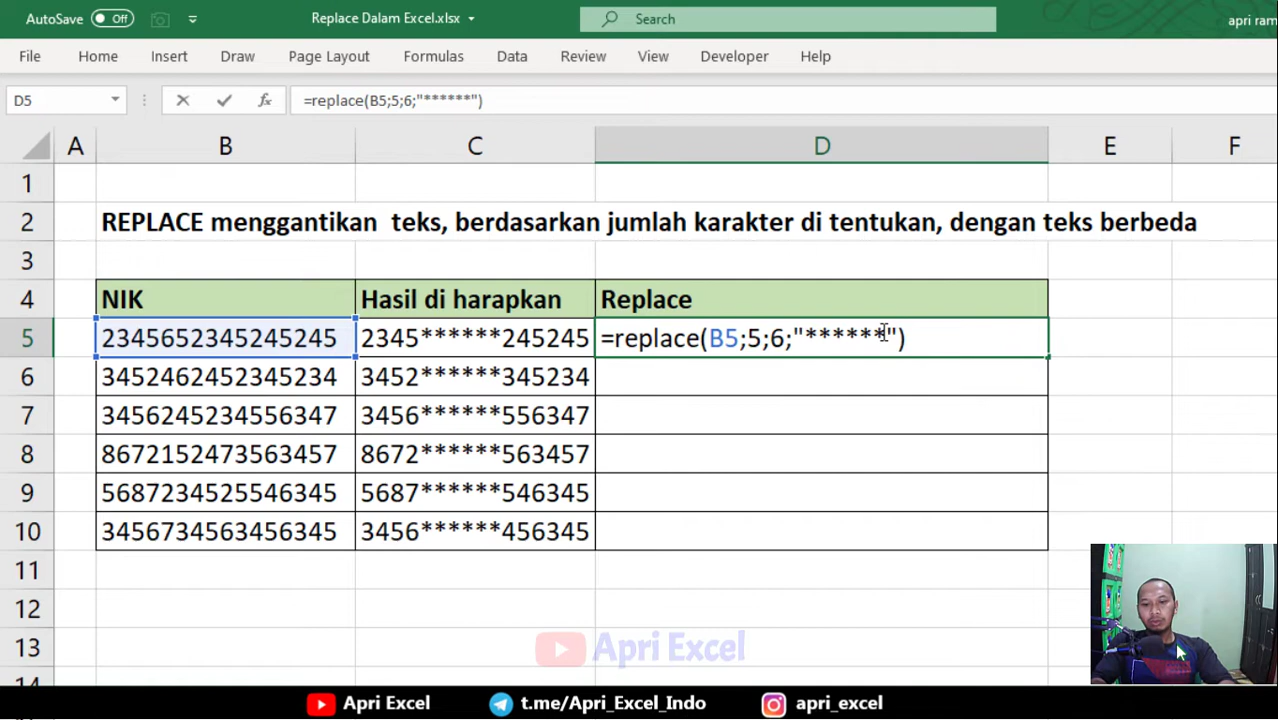 AutoSave Off Replace Dalam Excel.xlsx Search apri ram
File Home Insert Draw Page Layout Formulas Data Review View Developer Help
D5 fx =replace(B5;5;6;"******")
A B C D E F
1
2 REPLACE menggantikan teks, berdasarkan jumlah karakter di tentukan, dengan teks berbeda
3
4 NIK Hasil di harapkan Replace
5 2345652345245245 2345******245245 =replace(B5;5;6;"******")
6 3452462452345234 3452******345234
7 3456245234556347 3456******556347
8 8672152473563457 8672******563457
9 5687234525546345 5687******546345
10 3456734563456345 3456******456345
11
12
13
14
Apri Excel
Apri Excel t.me/Apri_Excel_Indo apri_excel